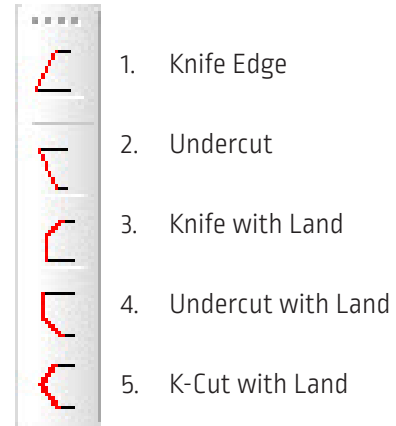 1. Knife Edge
2. Undercut
3. Knife with Land
4. Undercut with Land
5. K-Cut with Land